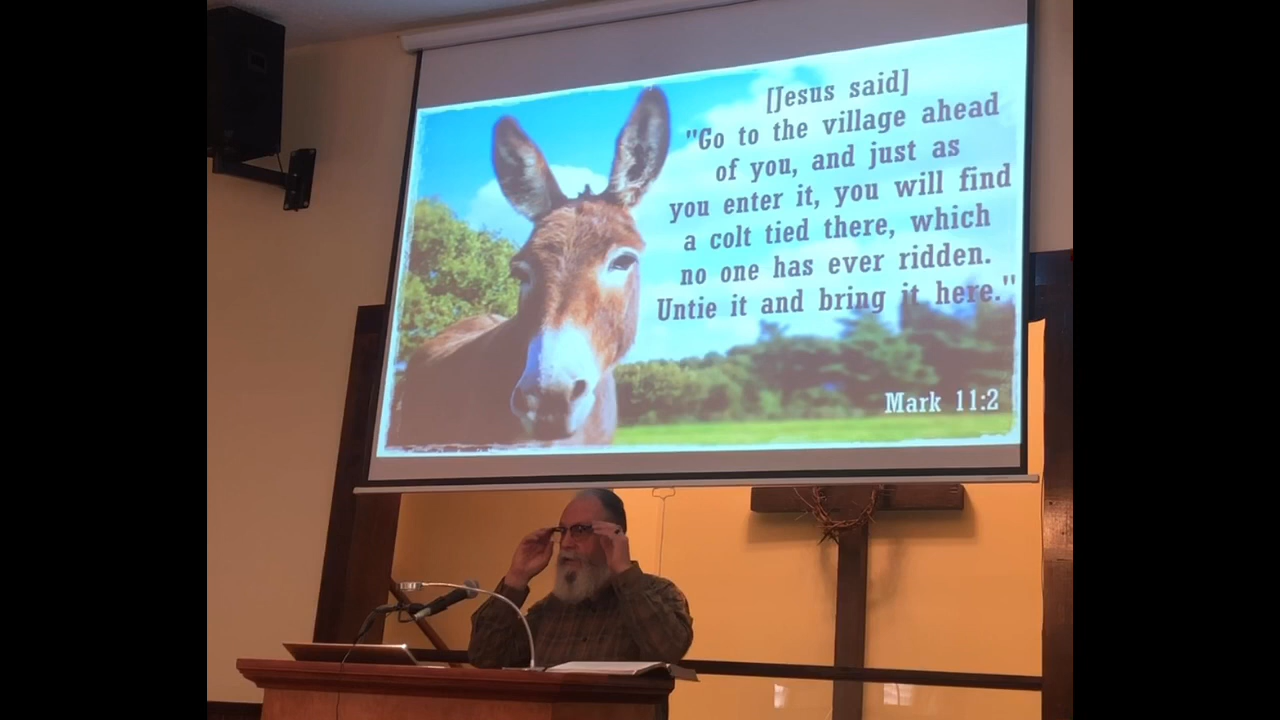 [Jesus said]
"Go to the village ahead
of you, and just as
you enter it, you will find
a colt tied there, which
no one has ever ridden.
Untie it and bring it here."
Mark 11:2